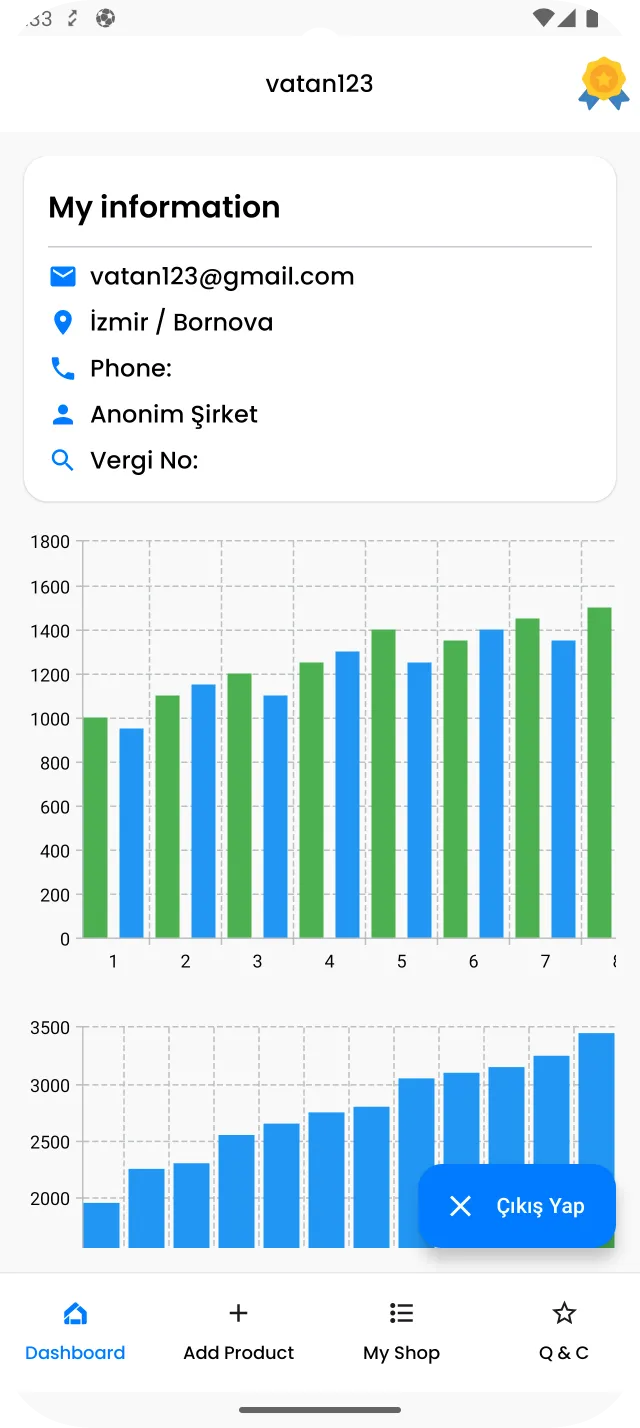 :33
vatan123
My information
vatan123@gmail.com
İzmir / Bornova
Phone:
Anonim Şirket
Vergi No:
1800
1600
1400
1200
1000
800
600
400
200
0
1 2 3 4 5 6 7
3500
3000
2500
2000
Çıkış Yap
Dashboard Add Product My Shop Q & C